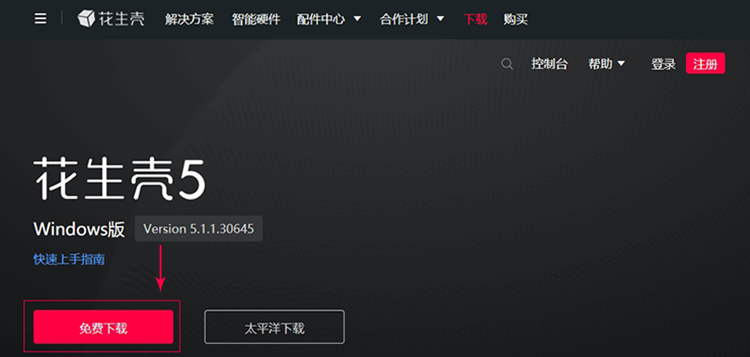 花生壳 解决方案 智能硬件 配件中心 合作计划 下载 购买
控制台 帮助 登录 注册
花生壳5
Windows版 Version 5.1.1.30645
快速上手指南
免费下载 太平洋下载